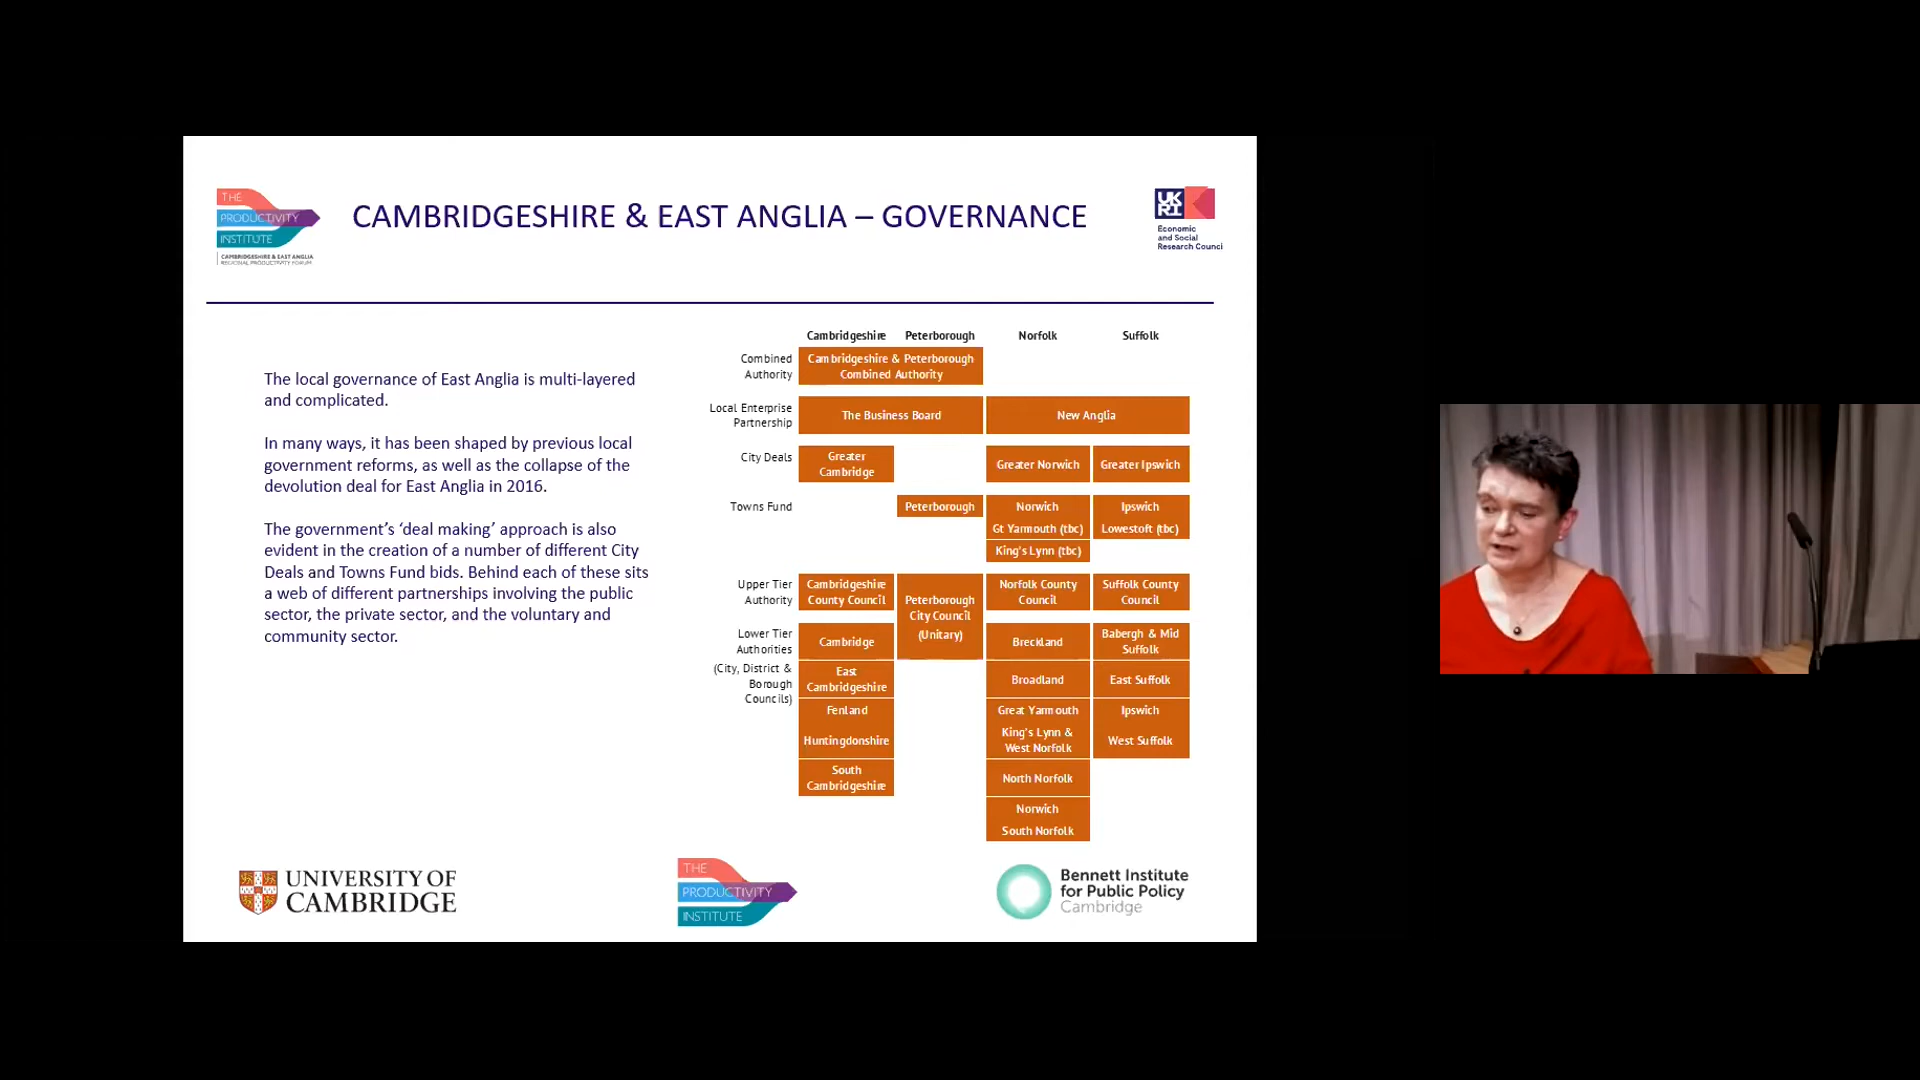 THE
PRODUCTIVITY
INSTITUTE
CAMBRIDGESHIRE & EAST ANGLIA
REGIONAL PRODUCTIVITY FORUM
CAMBRIDGESHIRE & EAST ANGLIA – GOVERNANCE
UK
RI
Economic
and Social
Research Counci
The local governance of East Anglia is multi-layered
and complicated.
In many ways, it has been shaped by previous local
government reforms, as well as the collapse of the
devolution deal for East Anglia in 2016.
The government's 'deal making' approach is also
evident in the creation of a number of different City
Deals and Towns Fund bids. Behind each of these sits
a web of different partnerships involving the public
sector, the private sector, and the voluntary and
community sector.
Cambridgeshire Peterborough Norfolk Suffolk
Combined
Authority
Cambridgeshire & Peterborough
Combined Authority
Local Enterprise
Partnership
The Business Board
New Anglia
City Deals
Greater
Cambridge
Greater Norwich
Greater Ipswich
Towns Fund
Peterborough
Norwich
Gt Yarmouth (tbc)
King's Lynn (tbc)
Ipswich
Lowestoft (tbc)
Upper Tier
Authority
Cambridgeshire
County Council
Peterborough
City Council
(Unitary)
Norfolk County
Council
Suffolk County
Council
Lower Tier
Authorities
(City, District &
Borough
Councils)
Cambridge
East
Cambridgeshire
Fenland
Huntingdonshire
South
Cambridgeshire
Breckland
Broadland
Great Yarmouth
King's Lynn &
West Norfolk
North Norfolk
Norwich
South Norfolk
Babergh & Mid
Suffolk
East Suffolk
Ipswich
West Suffolk
UNIVERSITY OF
CAMBRIDGE
THE
PRODUCTIVITY
INSTITUTE
Bennett Institute
for Public Policy
Cambridge